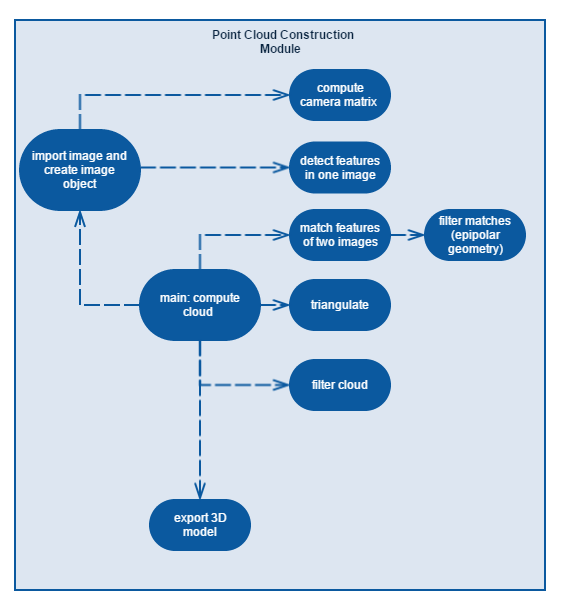 Point Cloud Construction
Module
compute
camera matrix
import image and
create image
object
detect features
in one image
match features
of two images
filter matches
(epipolar
geometry)
main: compute
cloud
triangulate
filter cloud
export 3D
model